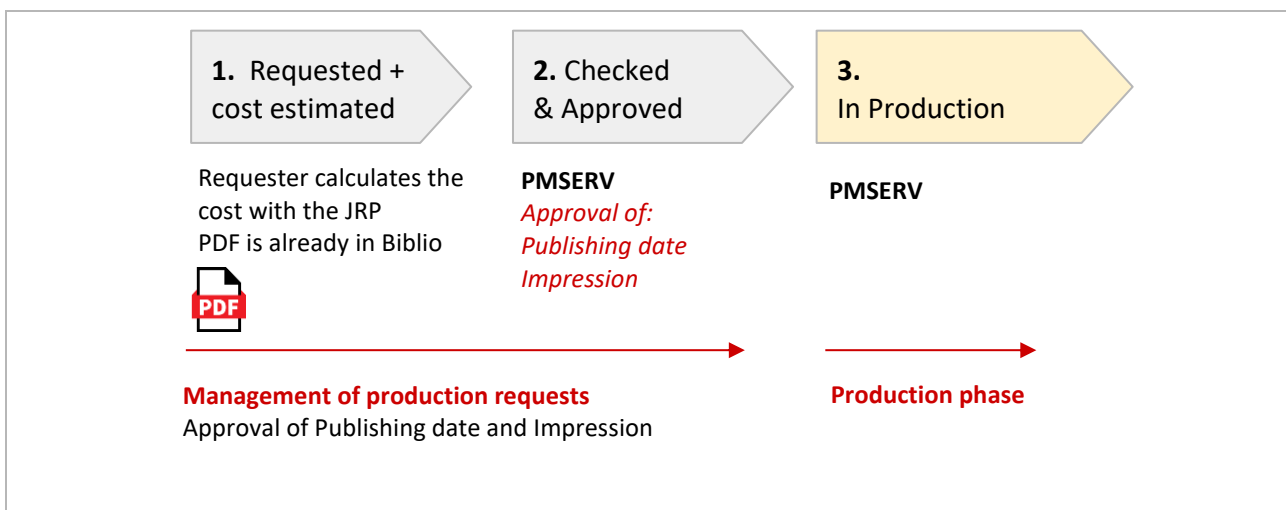 1. Requested +
cost estimated
2. Checked
& Approved
3.
In Production
Requester calculates the
cost with the JRP
PDF is already in Biblio
PDF
PMSERV
Approval of:
Publishing date
Impression
PMSERV
Management of production requests
Approval of Publishing date and Impression
Production phase